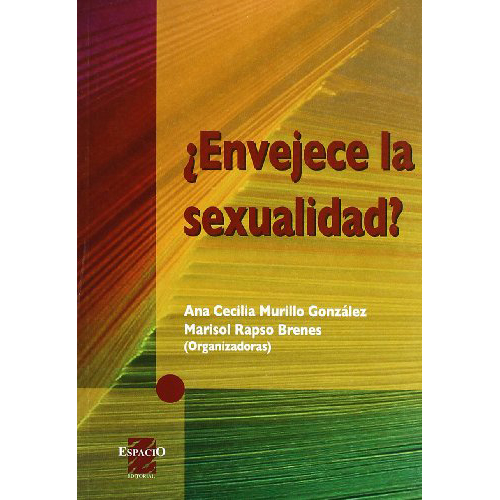 ¿Envejece la
sexualidad?
Ana Cecilia Murillo González
Marisol Rapso Brenes
(Organizadoras)
ESPACIO
EDITORIAL